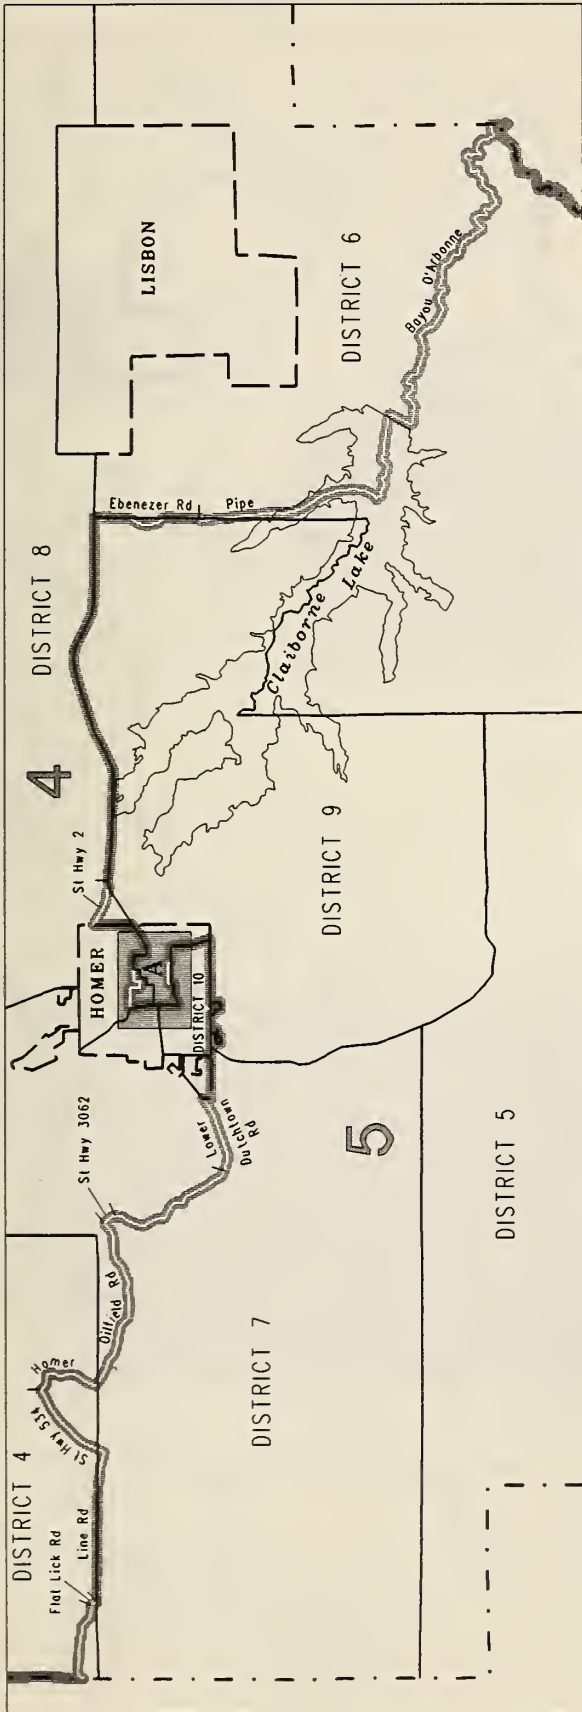 DISTRICT 4
Flat Lick Rd
Line Rd
St Hwy 534
Homer
Oilfield Rd
St Hwy 3062
Lower
Dutchtown
Rd
DISTRICT 7
5
DISTRICT 5
HOMER
A
2
DISTRICT 10
St Hwy 2
4
DISTRICT 8
DISTRICT 9
Claiborne
Lake
Ebenezer Rd
Pipe
LISBON
DISTRICT 6
Bayou D'Arbonne